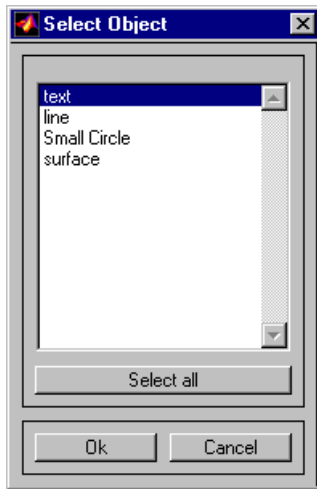 Select Object
text
line
Small Circle
surface
Select all
Ok
Cancel